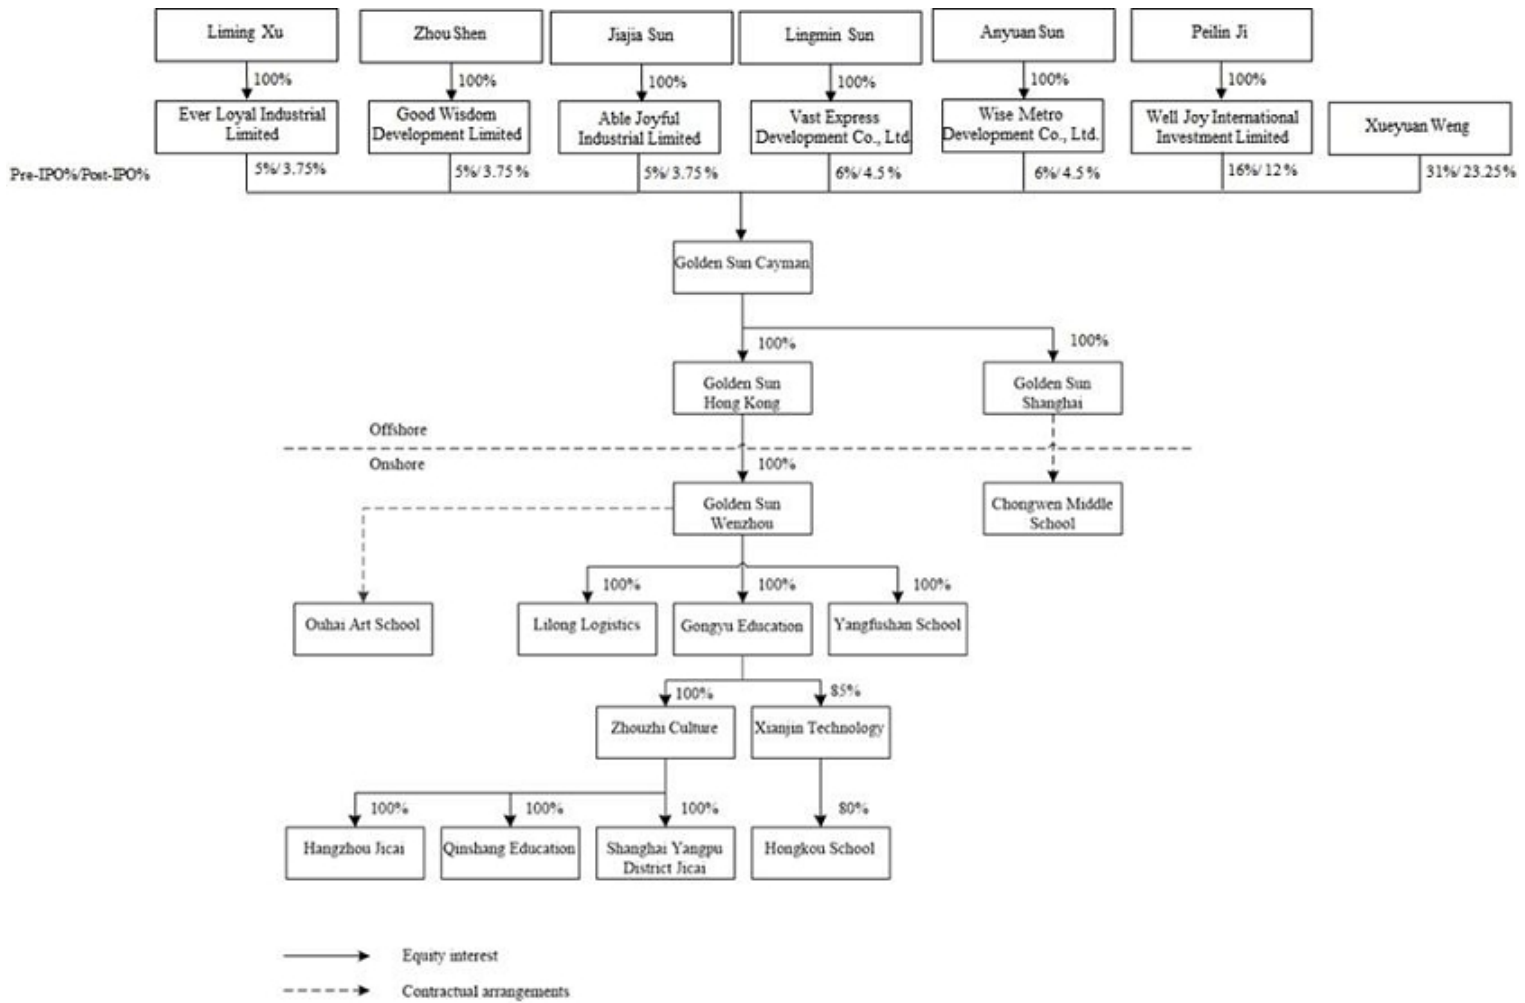 Liming Xu
Zhou Shen
Jiajia Sun
Lingmin Sun
Anyuan Sun
Peilin Ji
100%
100%
100%
100%
100%
100%
Ever Loyal Industrial
Limited
Good Wisdom
Development Limited
Able Joyful
Industrial Limited
Vast Express
Development Co., Ltd.
Wise Metro
Development Co., Ltd.
Well Joy International
Investment Limited
Xueyuan Weng
Pre-IPO%/Post-IPO%
5%/3.75%
5%/3.75%
5%/3.75%
6%/4.5%
6%/4.5%
16%/12%
31%/23.25%
Golden Sun Cayman
100%
100%
Golden Sun
Hong Kong
Golden Sun
Shanghai
Offshore
Onshore
100%
Golden Sun
Wenzhou
Chongwen Middle
School
100%
100%
100%
Ouhai Art School
Lilong Logistics
Gongyu Education
Yangfushan School
100%
85%
Zhouzhi Culture
Xianjin Technology
100%
100%
100%
80%
Hangzhou Jicai
Qinshang Education
Shanghai Yangpu
District Jicai
Hongkou School
Equity interest
Contractual arrangements